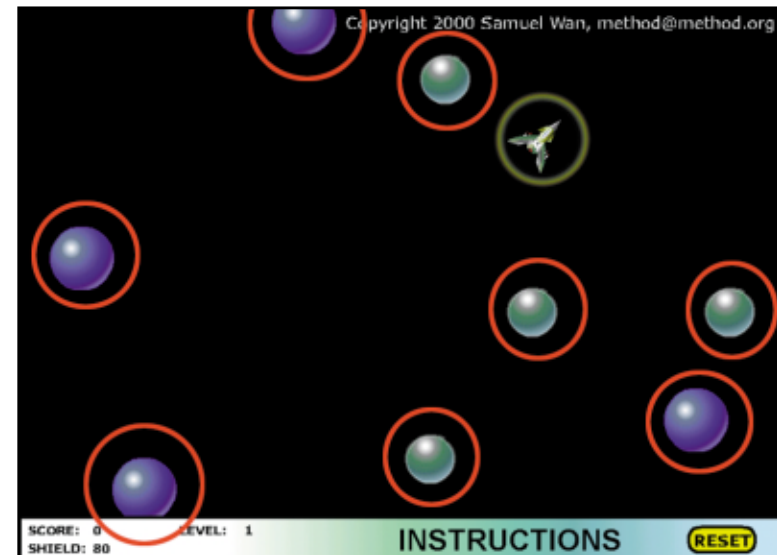 Copyright 2000 Samuel Wan, method@method.org
SCORE: 0 LEVEL: 1
SHIELD: 80
INSTRUCTIONS
RESET